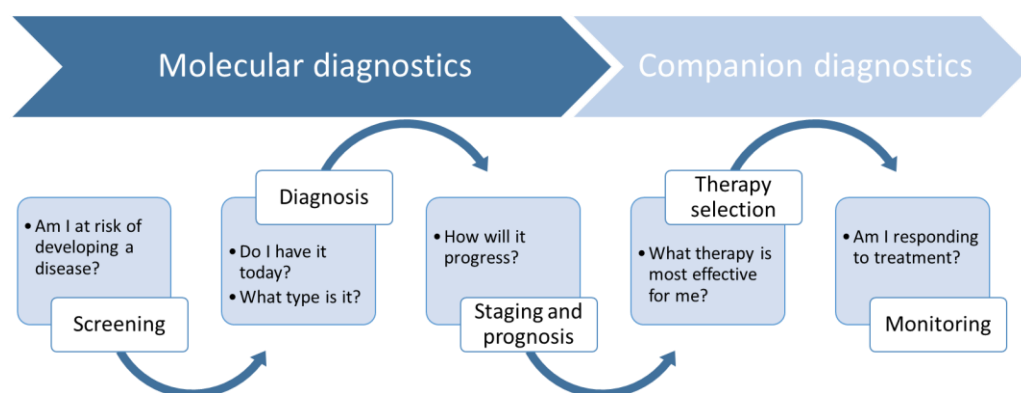 Molecular diagnostics
Companion diagnostics
• Am I at risk of
developing a
disease?
Screening
Diagnosis
• Do I have it
today?
• What type is it?
• How will it
progress?
Staging and
prognosis
Therapy
selection
• What therapy is
most effective
for me?
• Am I responding
to treatment?
Monitoring